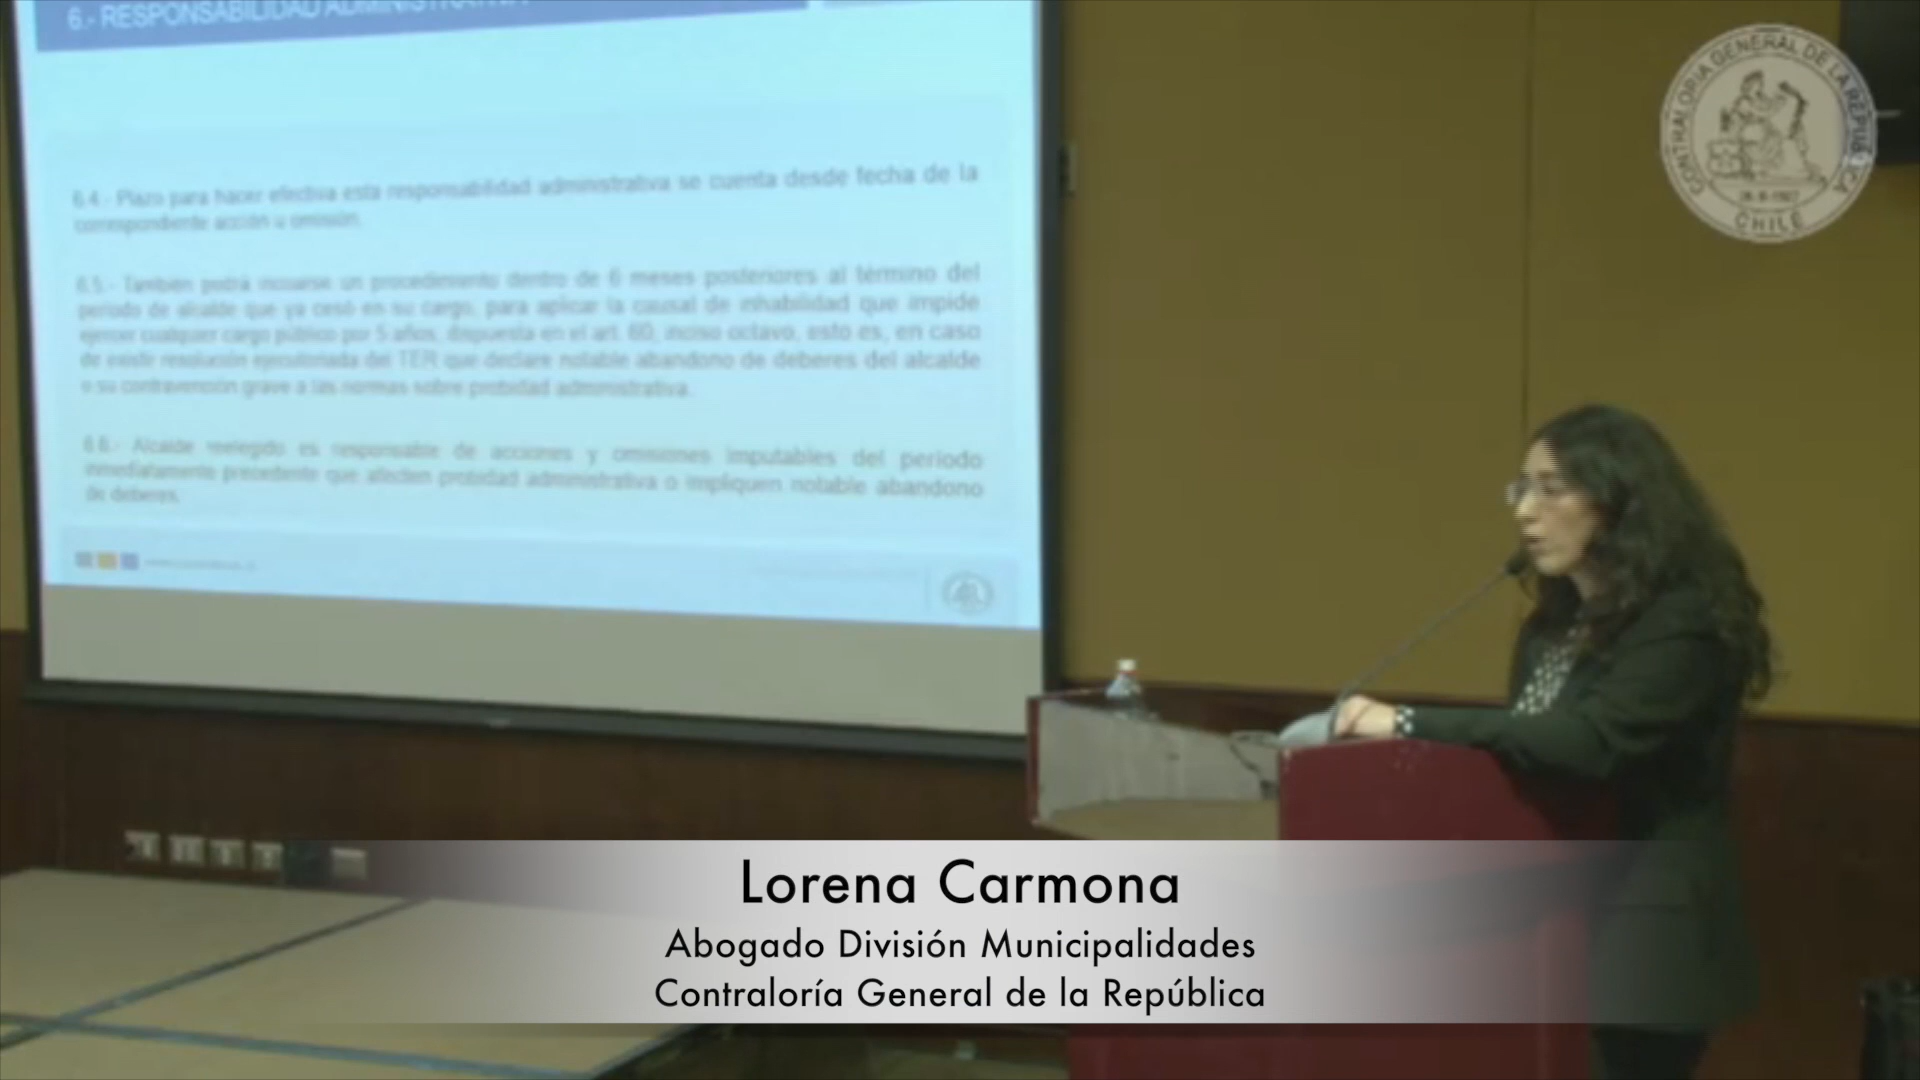 6.- RESPONSABILIDAD ADMINISTRATIVA
6.4.- Plazo para hacer efectiva esta responsabilidad administrativa se cuenta desde fecha de la
correspondiente acción u omisión.
6.5.- También podrá incoarse un procedimiento dentro de 6 meses posteriores al término del
periodo de alcalde que ya cesó en su cargo, para aplicar la causal de inhabilidad que impide
ejercer cualquier cargo público por 5 años, dispuesta en el art. 60, inciso octavo, esto es, en caso
de existir resolución ejecutoriada del TER que declare notable abandono de deberes del alcalde
o su contravención grave a las normas sobre probidad administrativa.
6.6.- Alcalde reelegido es responsable de acciones y omisiones imputables del periodo
inmediatamente precedente que afecten probidad administrativa o impliquen notable abandono
de deberes.
CONTRALORIA GENERAL DE LA REPUBLICA
CHILE
Lorena Carmona
Abogado División Municipalidades
Contraloría General de la República